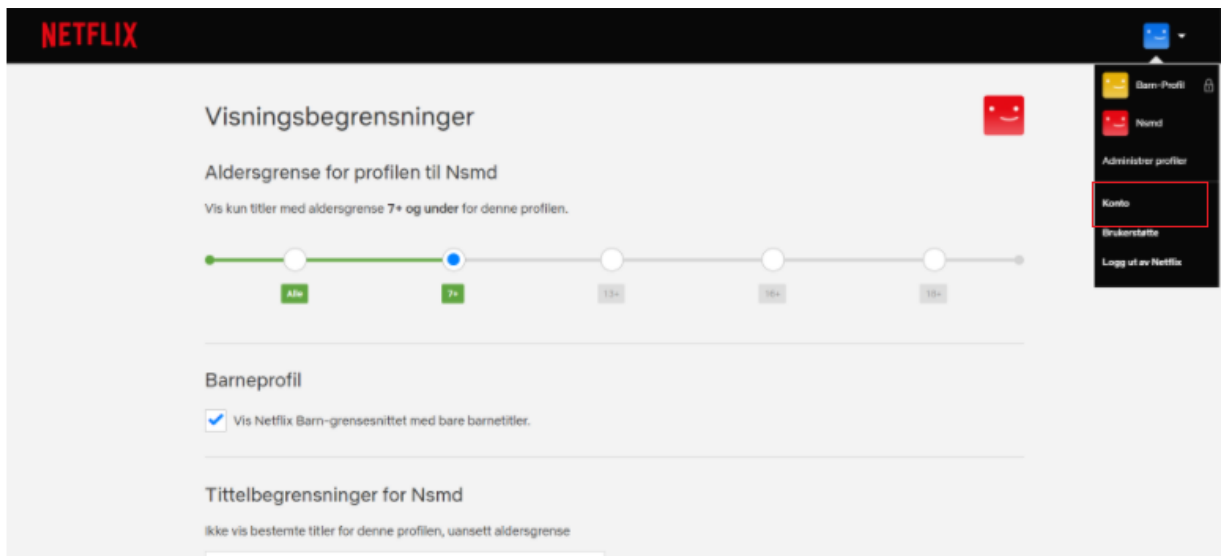 NETFLIX
Barn-Profil
Nsmd
Administrer profiler
Konto
Brukerstøtte
Logg ut av Netflix
Visningsbegrensninger
Aldersgrense for profilen til Nsmd
Vis kun titler med aldersgrense 7+ og under for denne profilen.
Alle 7+ 13+ 16+ 18+
Barneprofil
Vis Netflix Barn-grensesnittet med bare barnetitler.
Tittelbegrensninger for Nsmd
Ikke vis bestemte titler for denne profilen, uansett aldersgrense